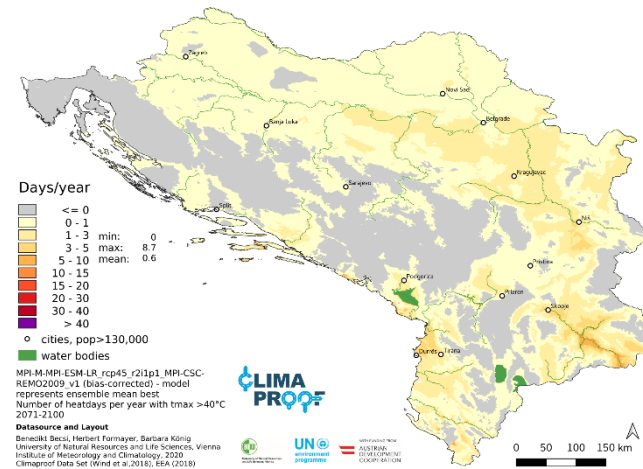 Zagreb
Novi Sad
Belgrade
Banja Luka
Kragujevac
Sarajevo
Niš
Split
Pristina
Podgorica
Prizren
Skopje
Durrës
Tirana
Days/year
<= 0
0 - 1
1 - 3
3 - 5
5 - 10
10 - 15
15 - 20
20 - 30
30 - 40
> 40
min: 0
max: 8.7
mean: 0.6
cities, pop>130,000
water bodies
MPI-M-MPI-ESM-LR_rcp45_r2i1p1_MPI-CSC-
REMO2009_v1 (bias-corrected) - model
represents ensemble mean best
Number of heatdays per year with tmax >40°C
2071-2100
Datasource and Layout
Benedikt Becsi, Herbert Formayer, Barbara König
University of Natural Resources and Life Sciences, Vienna
Institute of Meteorology and Climatology, 2020
Climaproof Data Set (Wind et al,2018), EEA (2018)
CLIMA
PROOF
UN
environment
programme
WITH FUNDING FROM
AUSTRIAN
DEVELOPMENT
COOPERATION
0 50 100 150 km